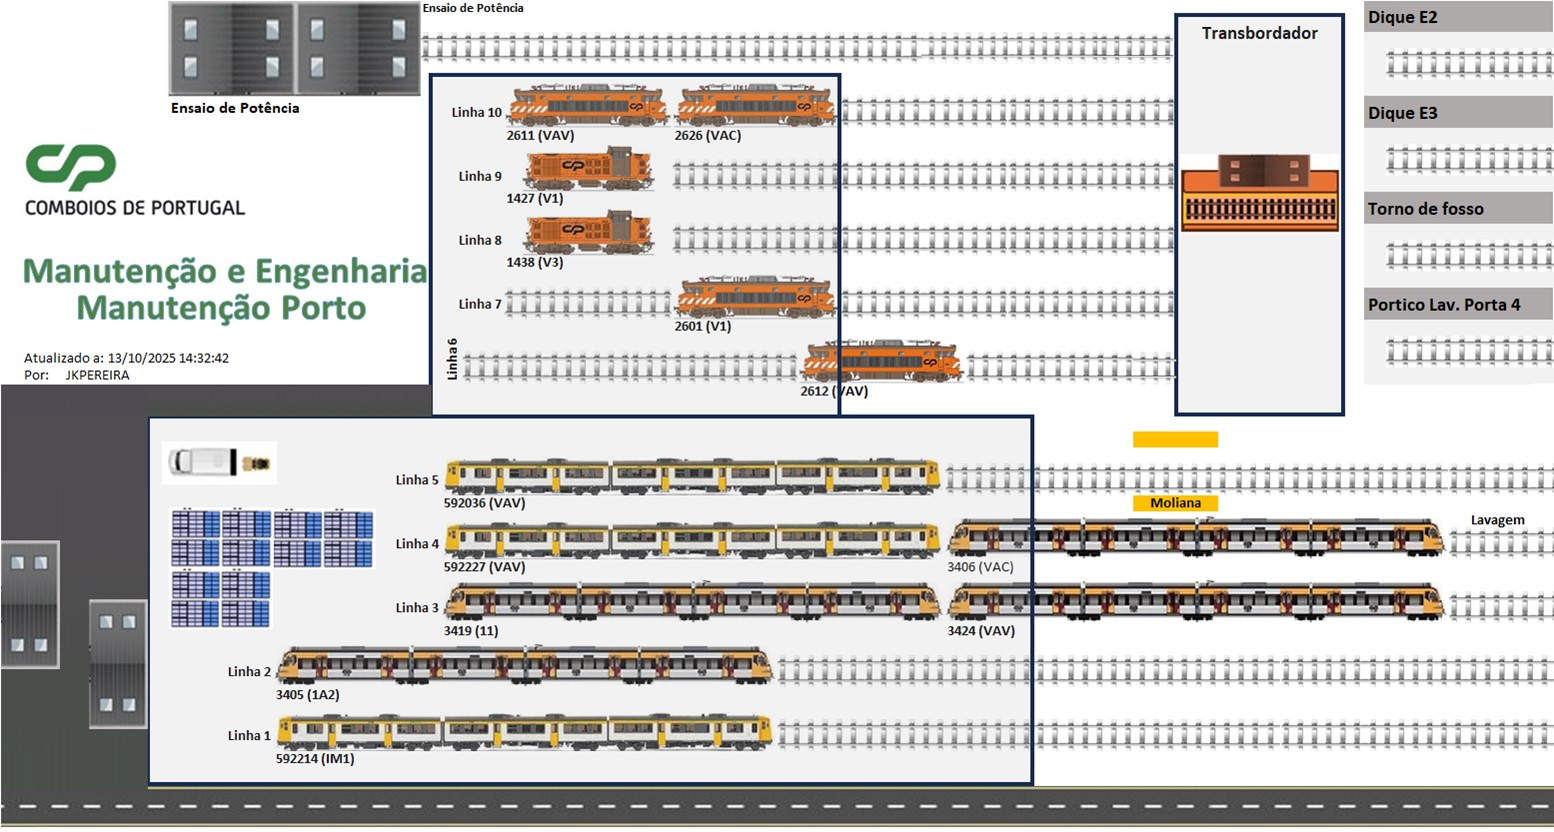 Ensaio de Potência
Ensaio de Potência
CP
COMBOIOS DE PORTUGAL
Manutenção e Engenharia
Manutenção Porto
Atualizado a: 13/10/2025 14:32:42
Por: JKPEREIRA
Linha 10
2611 (VAV)
2626 (VAC)
Linha 9
1427 (V1)
Linha 8
1438 (V3)
Linha 7
2601 (V1)
Linha 6
2612 (VAV)
Transbordador
Dique E2
Dique E3
Torno de fosso
Portico Lav. Porta 4
Linha 5
592036 (VAV)
Moliana
Linha 4
592227 (VAV)
3406 (VAC)
Lavagem
Linha 3
3419 (11)
3424 (VAV)
Linha 2
3405 (1A2)
Linha 1
592214 (IM1)